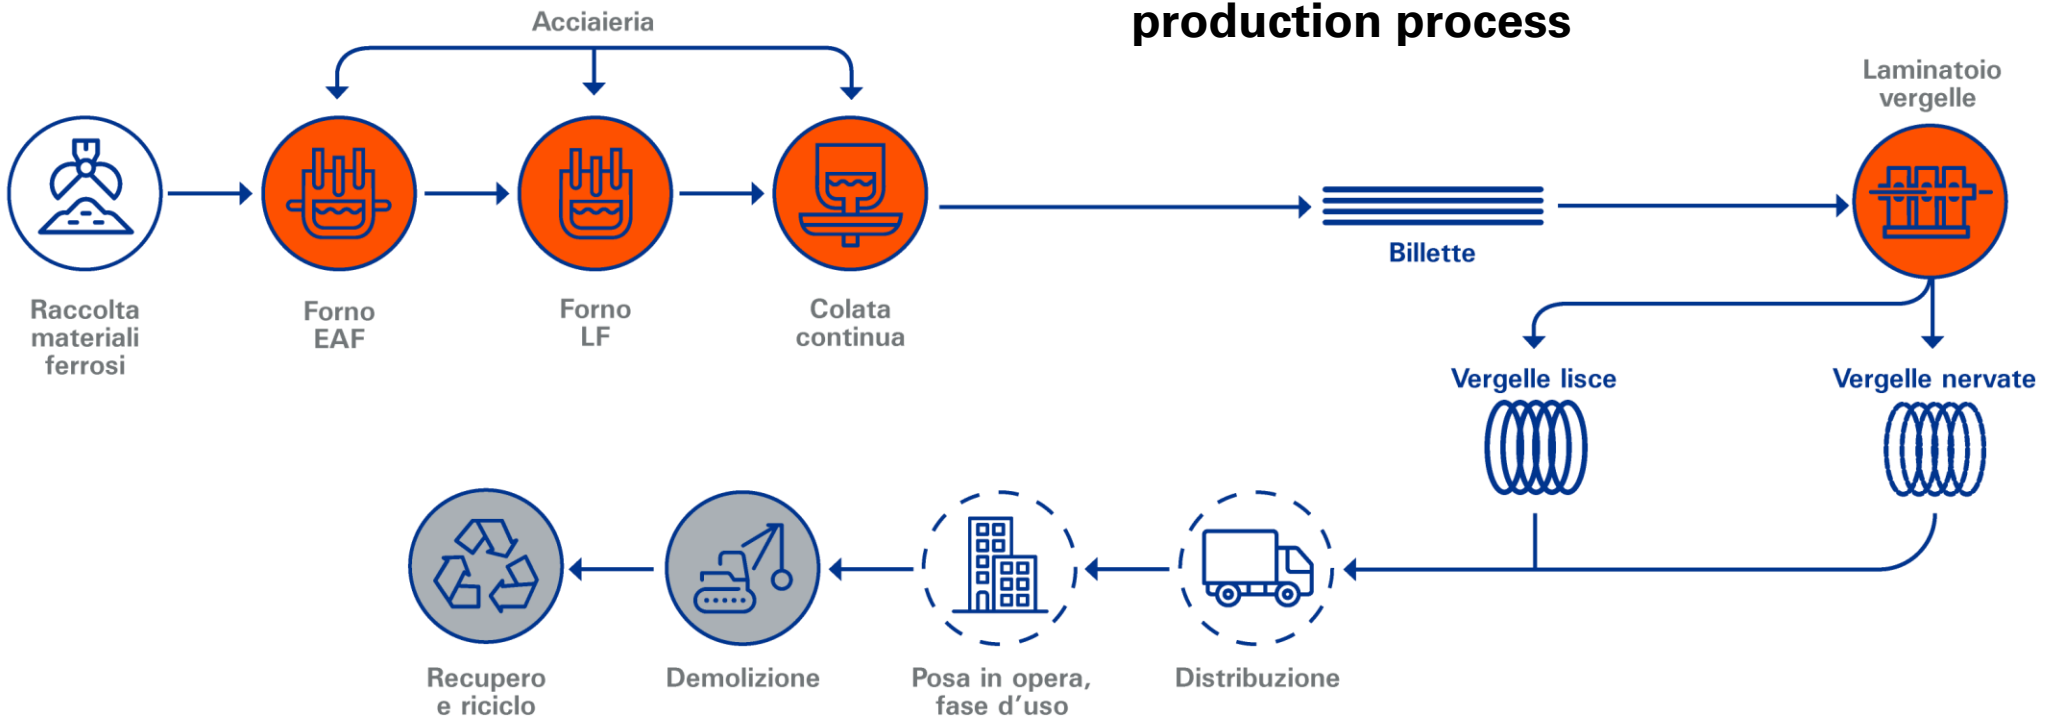 production process
Acciaieria
Laminatoio
vergelle
Raccolta
materiali
ferrosi
Forno
EAF
Forno
LF
Colata
continua
Billette
Vergelle lisce
Vergelle nervate
Recupero
e riciclo
Demolizione
Posa in opera,
fase d'uso
Distribuzione